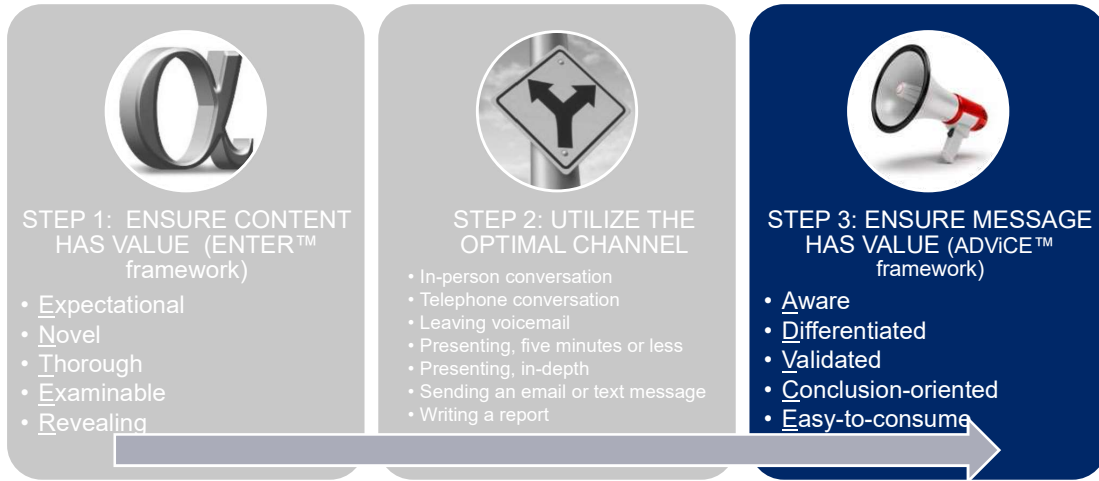 STEP 1: ENSURE CONTENT
HAS VALUE (ENTER™
framework)
• Expectational
• Novel
• Thorough
• Examinable
• Revealing
STEP 2: UTILIZE THE
OPTIMAL CHANNEL
• In-person conversation
• Telephone conversation
• Leaving voicemail
• Presenting, five minutes or less
• Presenting, in-depth
• Sending an email or text message
• Writing a report
STEP 3: ENSURE MESSAGE
HAS VALUE (ADViCE™
framework)
• Aware
• Differentiated
• Validated
• Conclusion-oriented
• Easy-to-consume